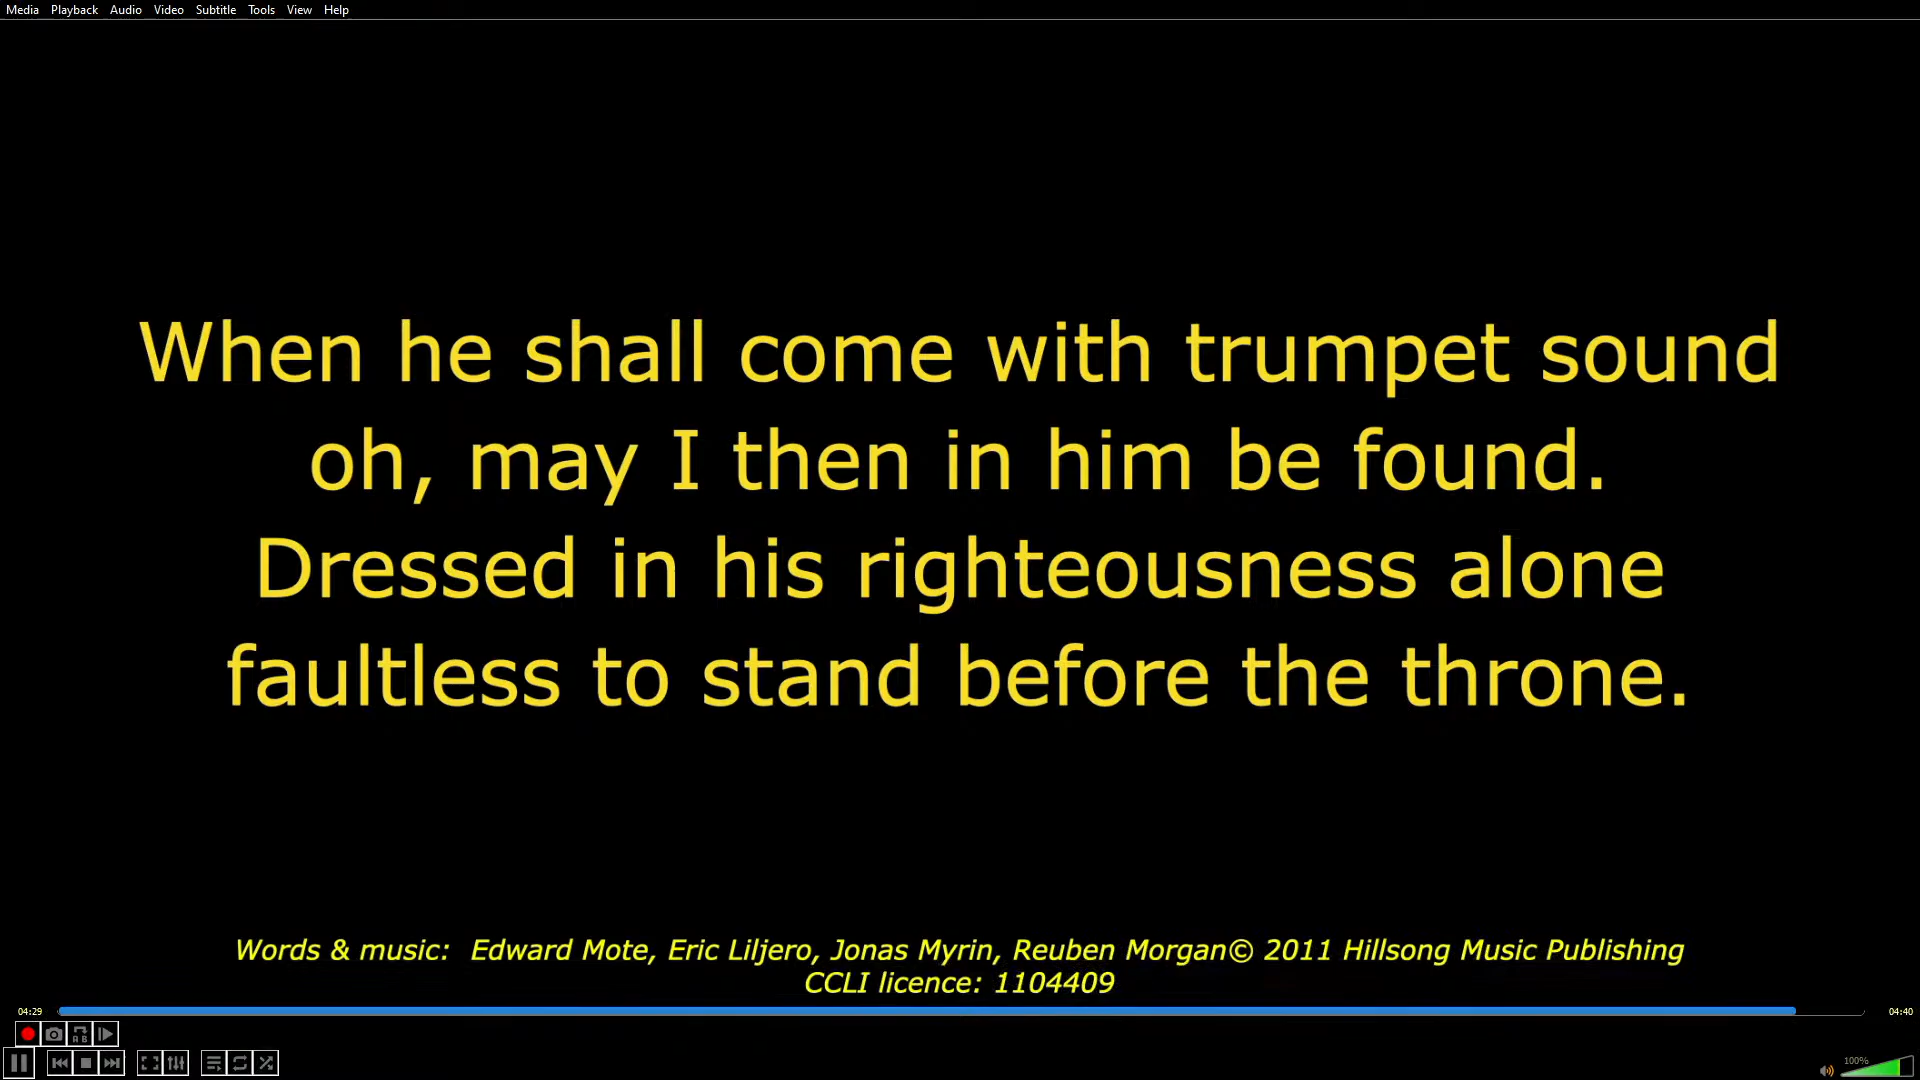 Media Playback Audio Video Subtitle Tools View Help
When he shall come with trumpet sound
oh, may I then in him be found.
Dressed in his righteousness alone
faultless to stand before the throne.
Words & music:  Edward Mote, Eric Liljero, Jonas Myrin, Reuben Morgan© 2011 Hillsong Music Publishing
CCLI licence: 1104409
04:29 04:40
A B
100%